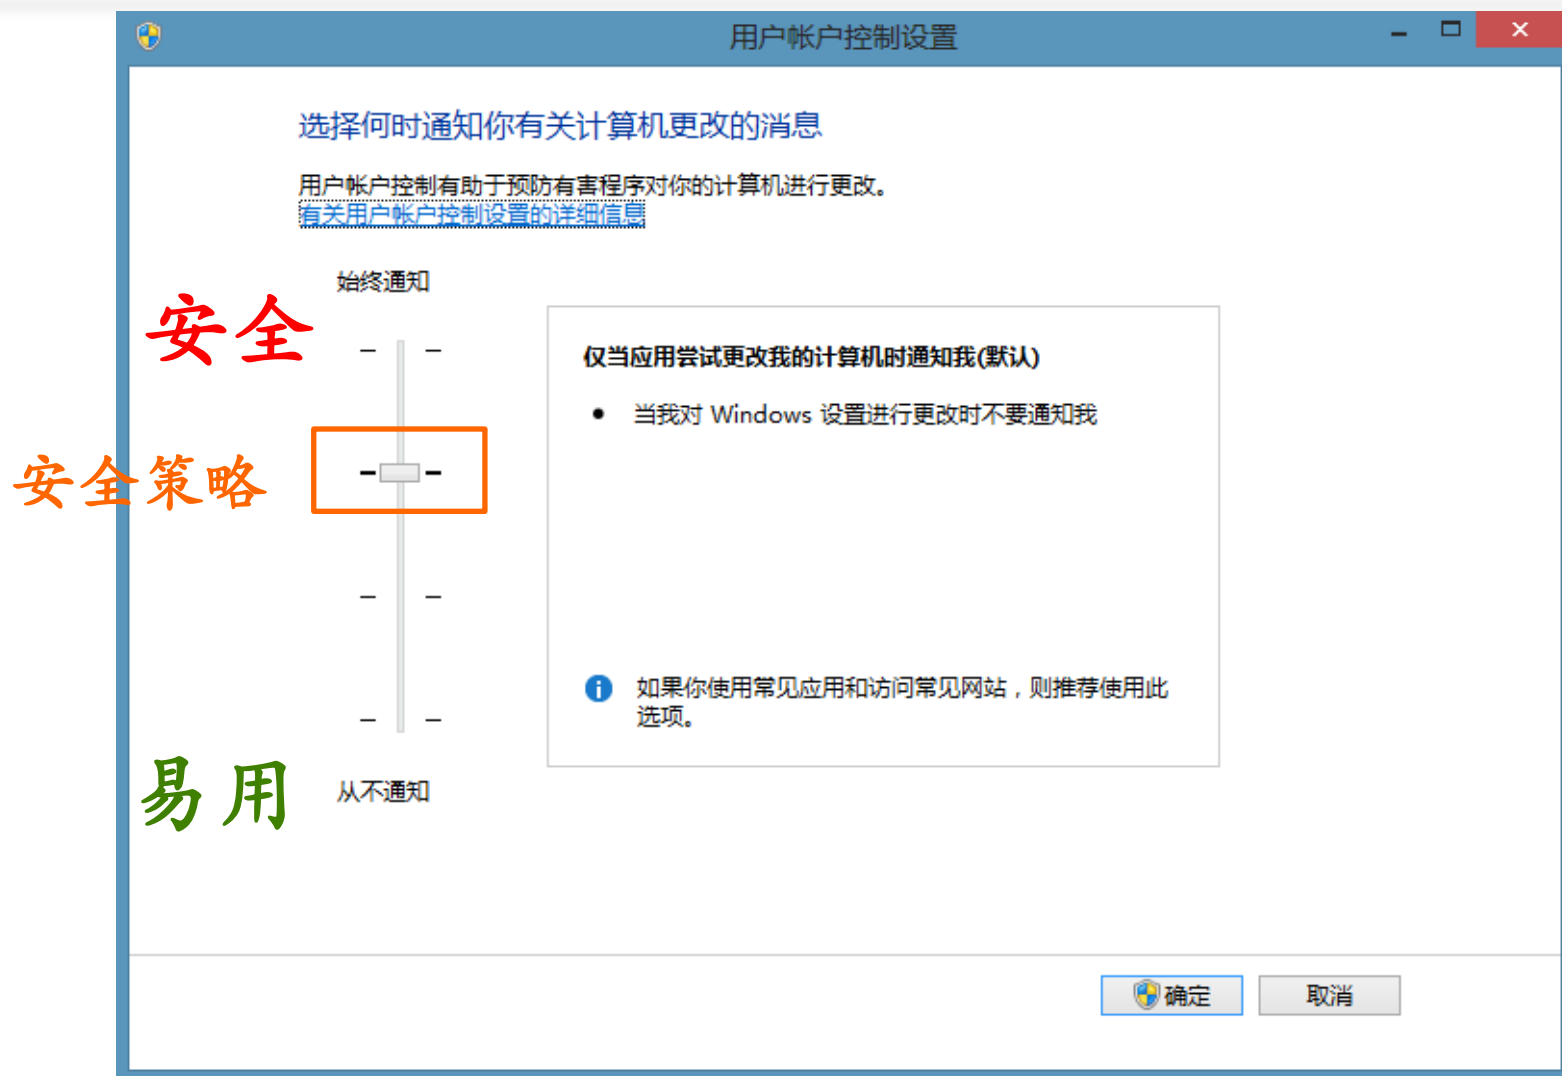 用户帐户控制设置
选择何时通知你有关计算机更改的消息
用户帐户控制有助于预防有害程序对你的计算机进行更改。
有关用户帐户控制设置的详细信息
始终通知
安全
仅当应用尝试更改我的计算机时通知我(默认)
• 当我对 Windows 设置进行更改时不要通知我
安全策略
如果你使用常见应用和访问常见网站，则推荐使用此
选项。
易用
从不通知
确定
取消